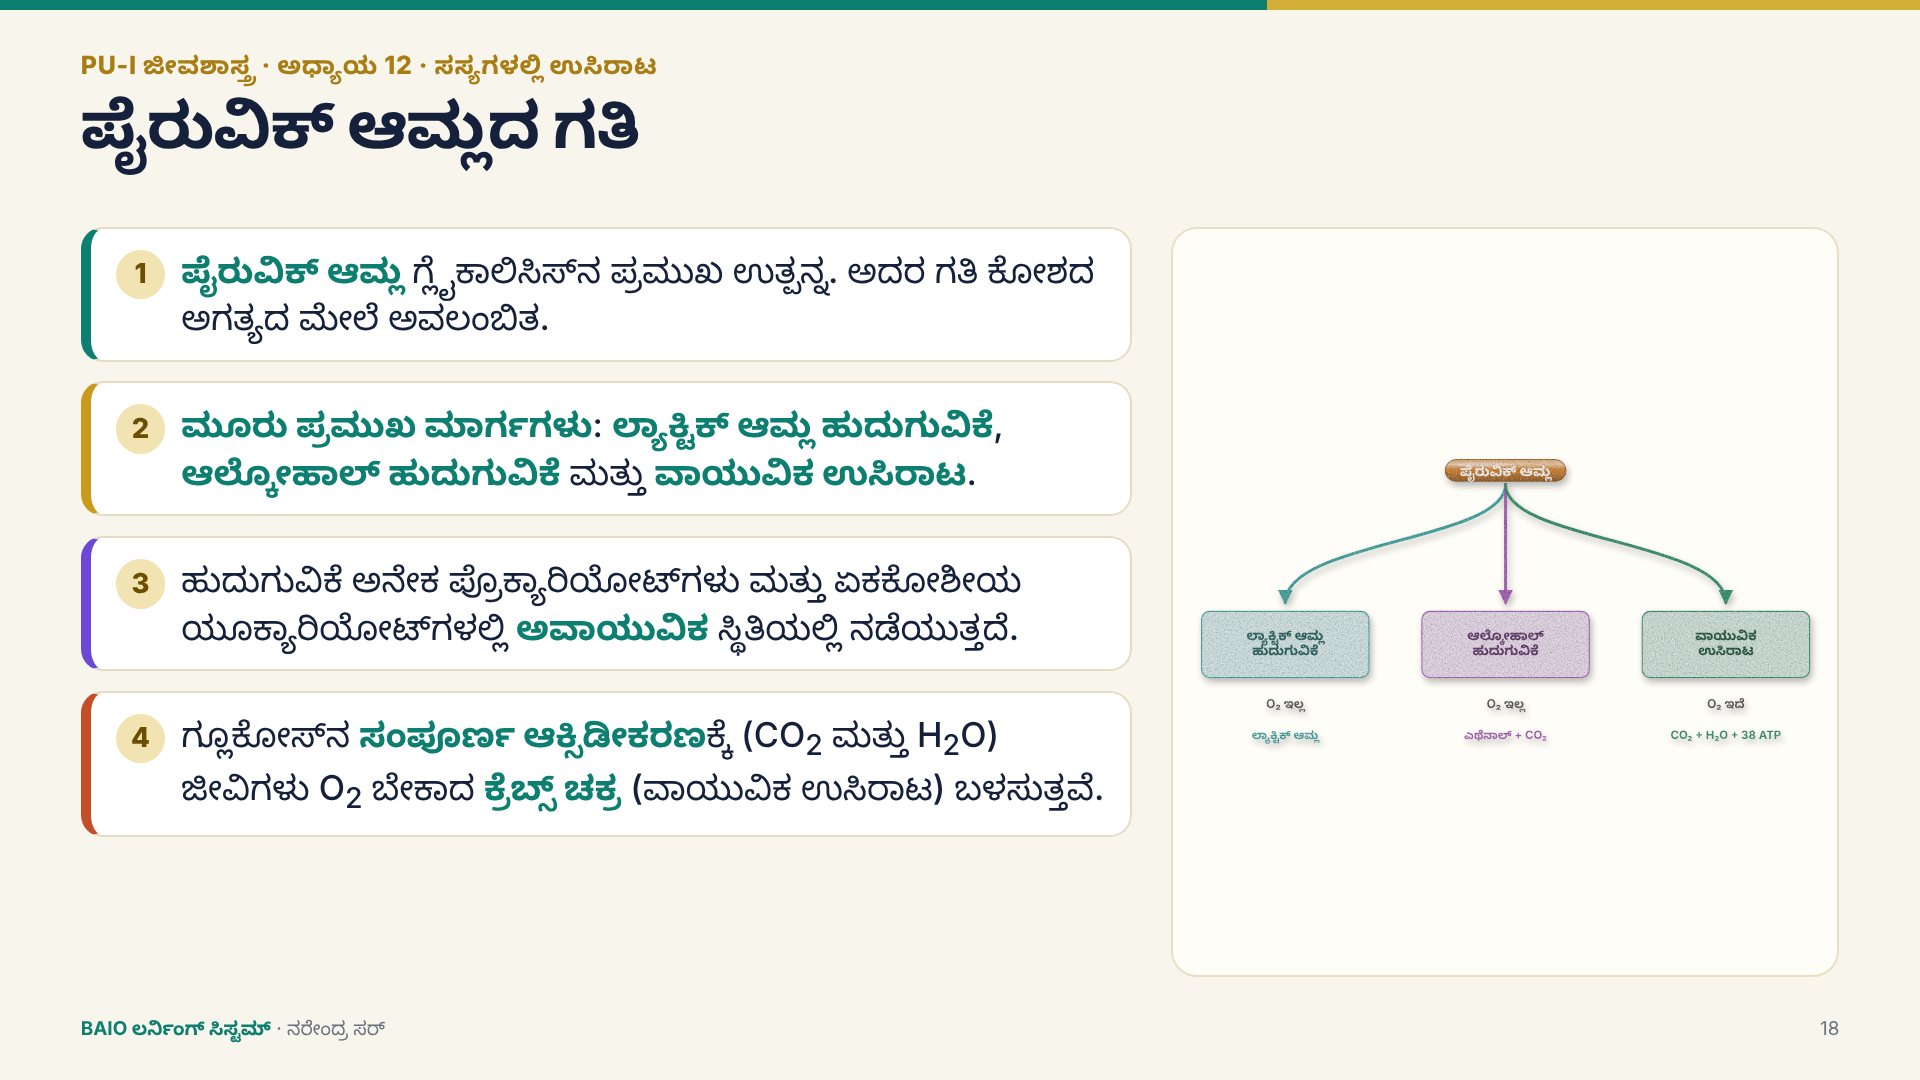 PU-I ಜೀವಶಾಸ್ತ್ರ · ಅಧ್ಯಾಯ 12 · ಸಸ್ಯಗಳಲ್ಲಿ ಉಸಿರಾಟ
ಪೈರುವಿಕ್ ಆಮ್ಲದ ಗತಿ
1 ಪೈರುವಿಕ್ ಆಮ್ಲ ಗ್ಲೈಕಾಲಿಸಿಸ್‌ನ ಪ್ರಮುಖ ಉತ್ಪನ್ನ. ಅದರ ಗತಿ ಕೋಶದ
ಅಗತ್ಯದ ಮೇಲೆ ಅವಲಂಬಿತ.
2 ಮೂರು ಪ್ರಮುಖ ಮಾರ್ಗಗಳು: ಲ್ಯಾಕ್ಟಿಕ್ ಆಮ್ಲ ಹುದುಗುವಿಕೆ,
ಆಲ್ಕೋಹಾಲ್ ಹುದುಗುವಿಕೆ ಮತ್ತು ವಾಯುವಿಕ ಉಸಿರಾಟ.
3 ಹುದುಗುವಿಕೆ ಅನೇಕ ಪ್ರೊಕ್ಯಾರಿಯೋಟ್‌ಗಳು ಮತ್ತು ಏಕಕೋಶೀಯ
ಯೂಕ್ಯಾರಿಯೋಟ್‌ಗಳಲ್ಲಿ ಅವಾಯುವಿಕ ಸ್ಥಿತಿಯಲ್ಲಿ ನಡೆಯುತ್ತದೆ.
4 ಗ್ಲೂಕೋಸ್‌ನ ಸಂಪೂರ್ಣ ಆಕ್ಸಿಡೀಕರಣಕ್ಕೆ (CO₂ ಮತ್ತು H₂O)
ಜೀವಿಗಳು O₂ ಬೇಕಾದ ಕ್ರೆಬ್ಸ್ ಚಕ್ರ (ವಾಯುವಿಕ ಉಸಿರಾಟ) ಬಳಸುತ್ತವೆ.
ಪೈರುವಿಕ್ ಆಮ್ಲ
ಲ್ಯಾಕ್ಟಿಕ್ ಆಮ್ಲ
ಹುದುಗುವಿಕೆ
O₂ ಇಲ್ಲ
ಲ್ಯಾಕ್ಟಿಕ್ ಆಮ್ಲ
ಆಲ್ಕೋಹಾಲ್
ಹುದುಗುವಿಕೆ
O₂ ಇಲ್ಲ
ಎಥೆನಾಲ್ + CO₂
ವಾಯುವಿಕ
ಉಸಿರಾಟ
O₂ ಇದೆ
CO₂ + H₂O + 38 ATP
BAIO ಲರ್ನಿಂಗ್ ಸಿಸ್ಟಮ್ · ನರೇಂದ್ರ ಸರ್
18